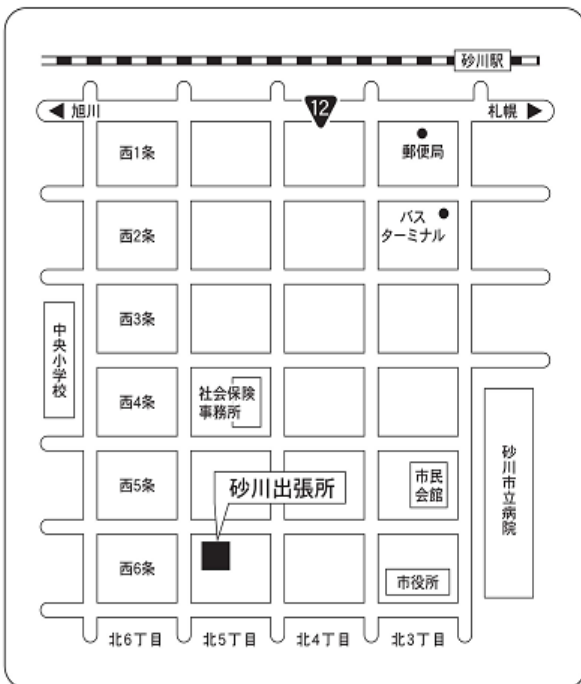 砂川駅
旭川
12
札幌
西1条
郵便局
西2条
バス
ターミナル
西3条
中央小学校
西4条
社会保険
事務所
西5条
砂川出張所
市民
会館
砂川市立病院
西6条
市役所
北6丁目
北5丁目
北4丁目
北3丁目